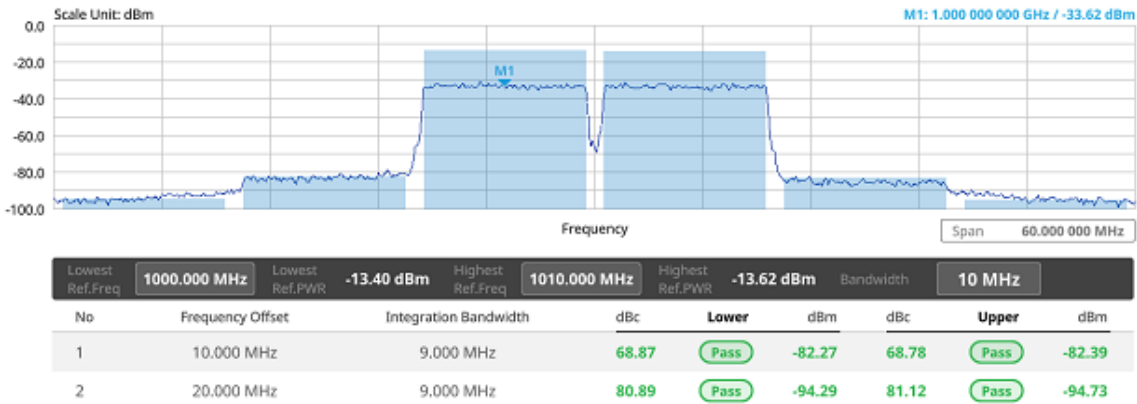 Scale Unit: dBm M1: 1.000 000 000 GHz / -33.62 dBm
0.0
-20.0
M1
-40.0
-60.0
-80.0
-100.0
Frequency
Span 60.000 000 MHz
Lowest Ref.Freq 1000.000 MHz Lowest Ref.PWR -13.40 dBm Highest Ref.Freq 1010.000 MHz Highest Ref.PWR -13.62 dBm Bandwidth 10 MHz
No Frequency Offset Integration Bandwidth dBc Lower dBm dBc Upper dBm
1 10.000 MHz 9.000 MHz 68.87 Pass -82.27 68.78 Pass -82.39
2 20.000 MHz 9.000 MHz 80.89 Pass -94.29 81.12 Pass -94.73